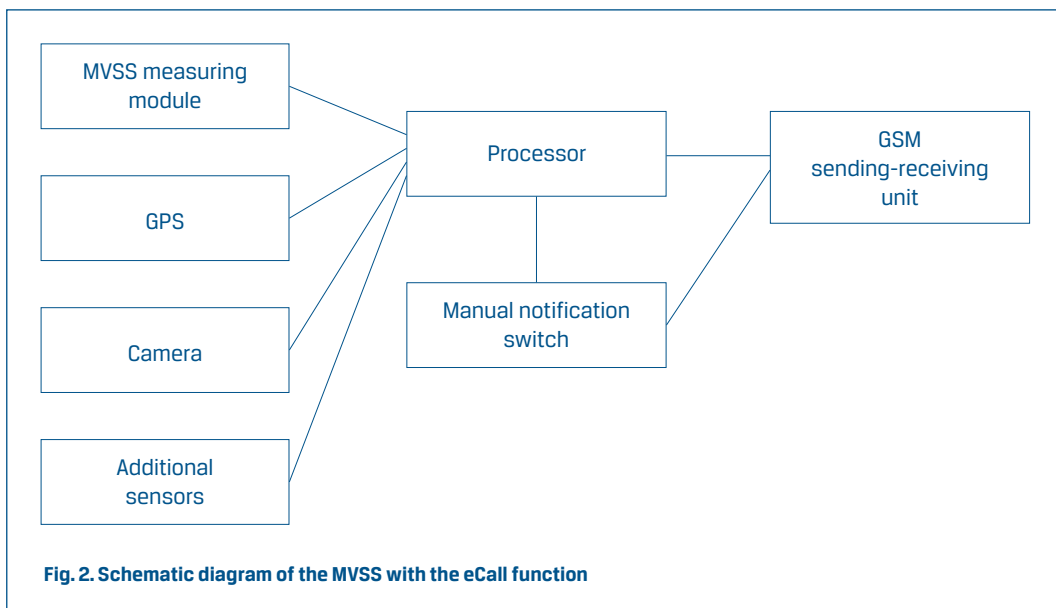 MVSS measuring
module
GPS
Camera
Additional
sensors
Processor
Manual notification
switch
GSM
sending-receiving
unit
Fig. 2. Schematic diagram of the MVSS with the eCall function